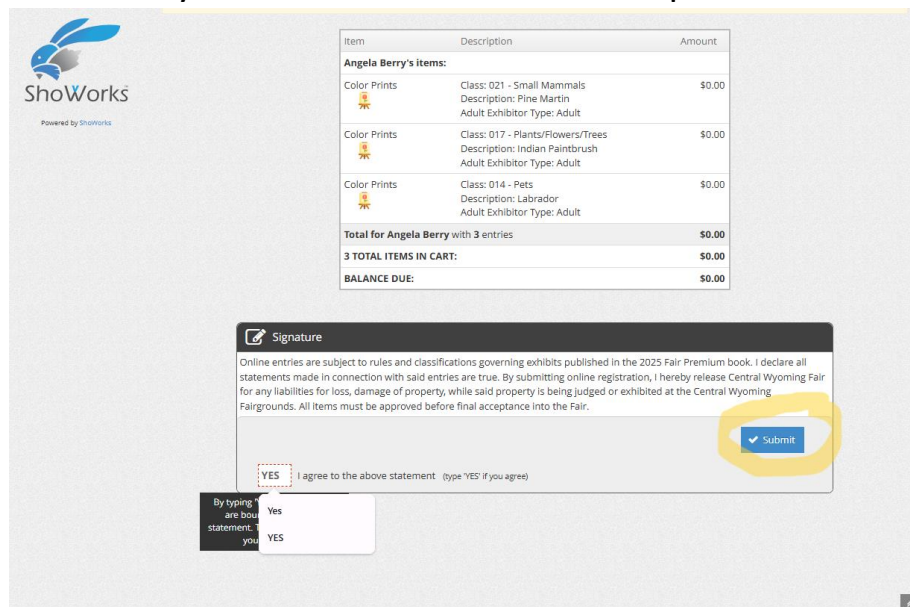 ShoWorks
Powered by ShoWorks
Item Description Amount
Angela Berry's items:
Color Prints Class: 021 - Small Mammals $0.00
Description: Pine Martin
Adult Exhibitor Type: Adult
Color Prints Class: 017 - Plants/Flowers/Trees $0.00
Description: Indian Paintbrush
Adult Exhibitor Type: Adult
Color Prints Class: 014 - Pets $0.00
Description: Labrador
Adult Exhibitor Type: Adult
Total for Angela Berry with 3 entries $0.00
3 TOTAL ITEMS IN CART: $0.00
BALANCE DUE: $0.00
Signature
Online entries are subject to rules and classifications governing exhibits published in the 2025 Fair Premium book. I declare all
statements made in connection with said entries are true. By submitting online registration, I hereby release Central Wyoming Fair
for any liabilities for loss, damage of property, while said property is being judged or exhibited at the Central Wyoming
Fairgrounds. All items must be approved before final acceptance into the Fair.
Submit
YES I agree to the above statement (type 'YES' if you agree)
By typing
are bou
statement.
you
Yes
YES